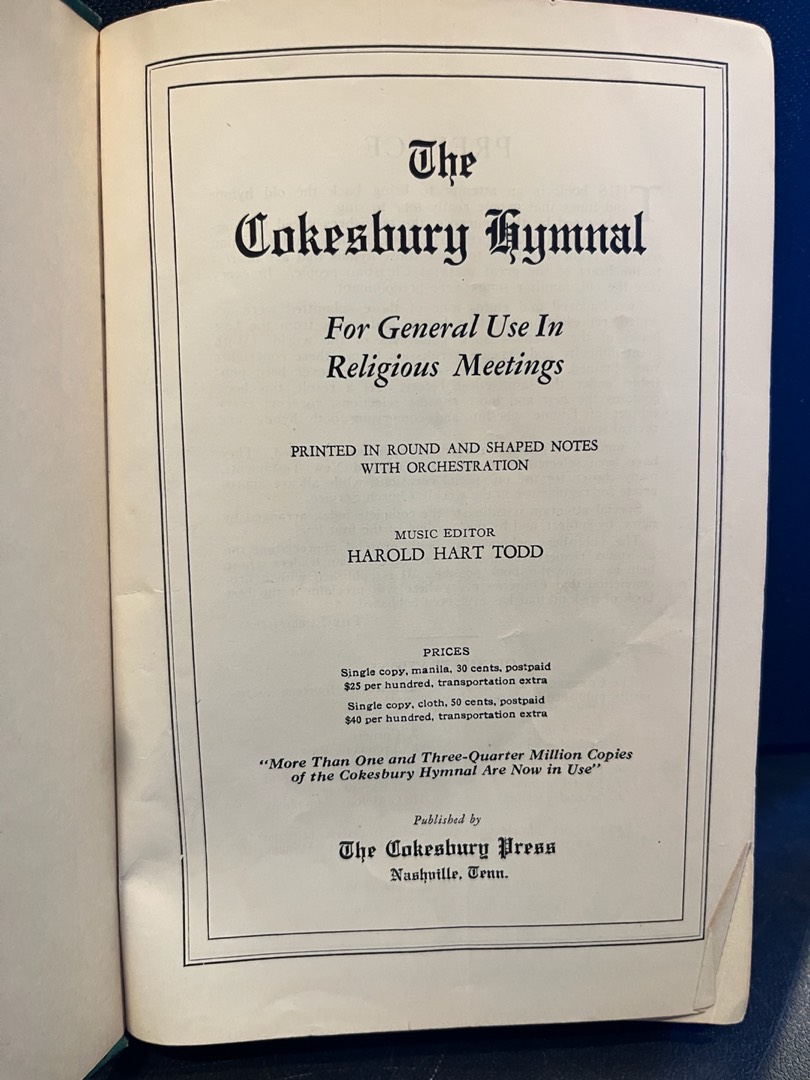 The
Cokesbury Hymnal
For General Use In
Religious Meetings
PRINTED IN ROUND AND SHAPED NOTES
WITH ORCHESTRATION
MUSIC EDITOR
HAROLD HART TODD
PRICES
Single copy, manila, 30 cents, postpaid
$25 per hundred, transportation extra
Single copy, cloth, 50 cents, postpaid
$40 per hundred, transportation extra
“More Than One and Three-Quarter Million Copies
of the Cokesbury Hymnal Are Now in Use”
Published by
The Cokesbury Press
Nashville, Tenn.